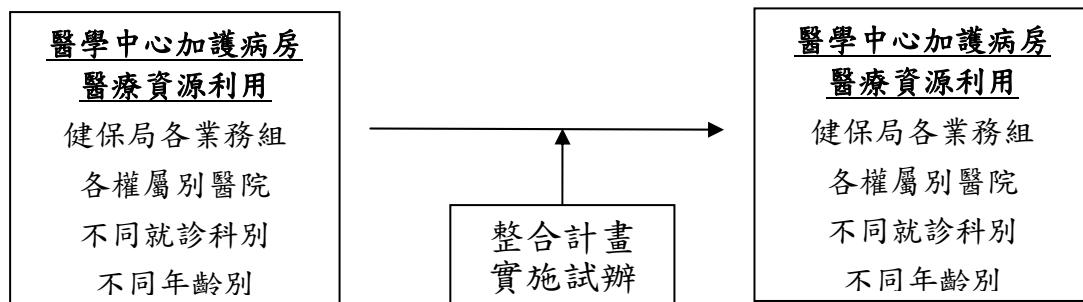 醫學中心加護病房
醫療資源利用
健保局各業務組
各權屬別醫院
不同就診科別
不同年齡別
整合計畫
實施試辦
醫學中心加護病房
醫療資源利用
健保局各業務組
各權屬別醫院
不同就診科別
不同年齡別